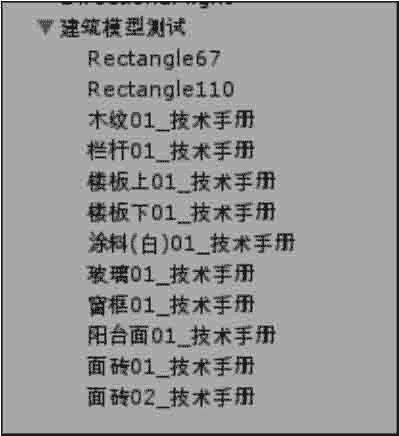 建筑模型测试
Rectangle67
Rectangle110
木纹01_技术手册
栏杆01_技术手册
楼板上01_技术手册
楼板下01_技术手册
涂料(白)01_技术手册
玻璃01_技术手册
窗框01_技术手册
阳台面01_技术手册
面砖01_技术手册
面砖02_技术手册